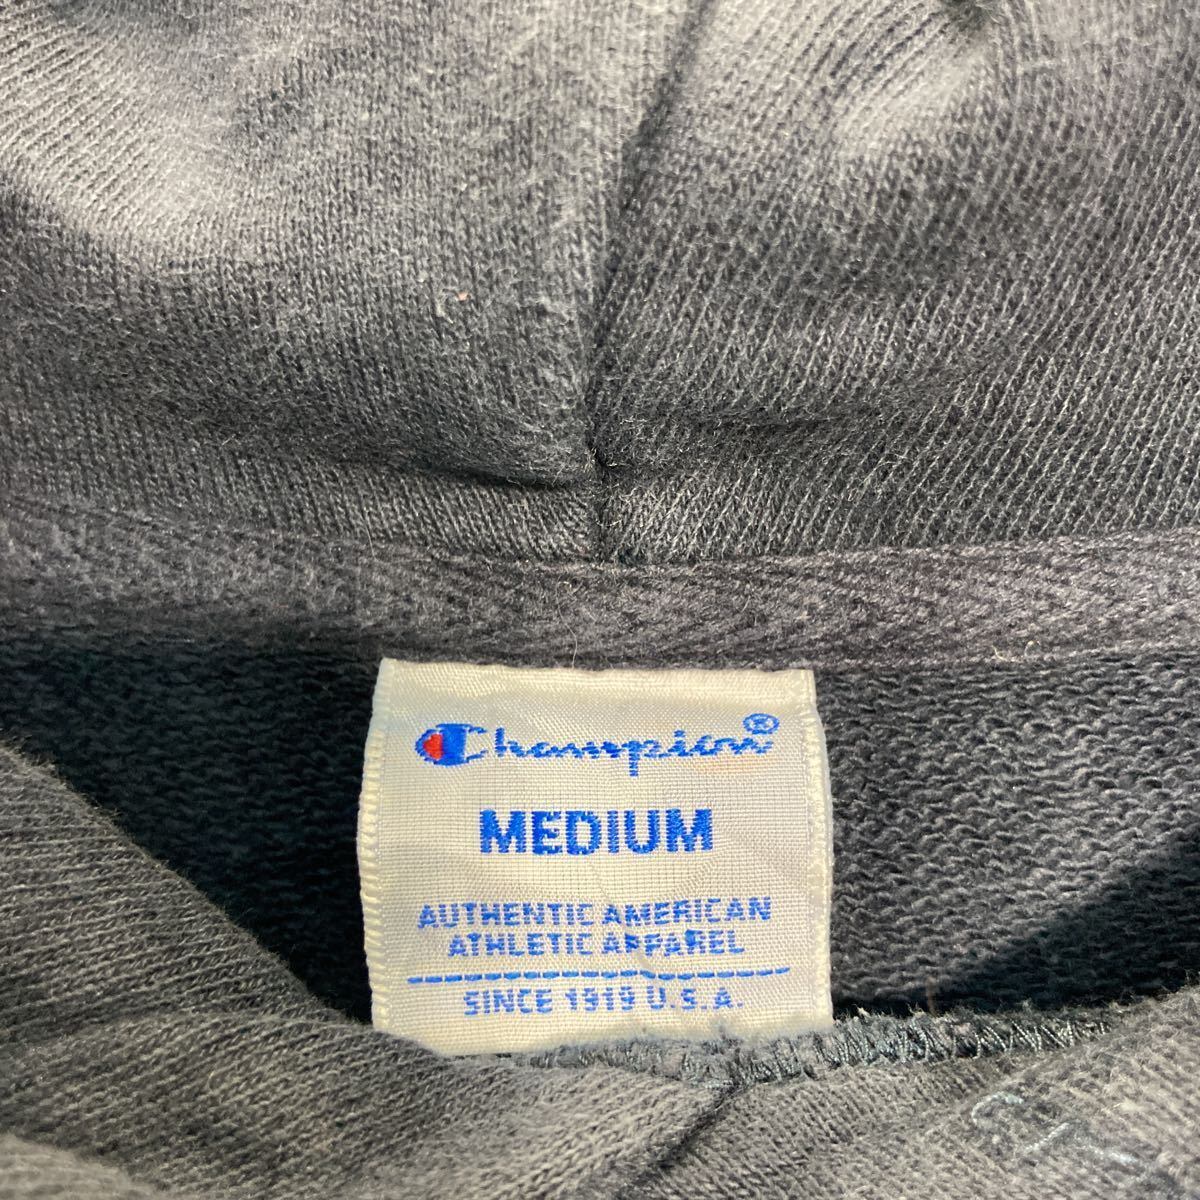 Champion®
MEDIUM
AUTHENTIC AMERICAN
ATHLETIC APPAREL
SINCE 1919 U.S.A.